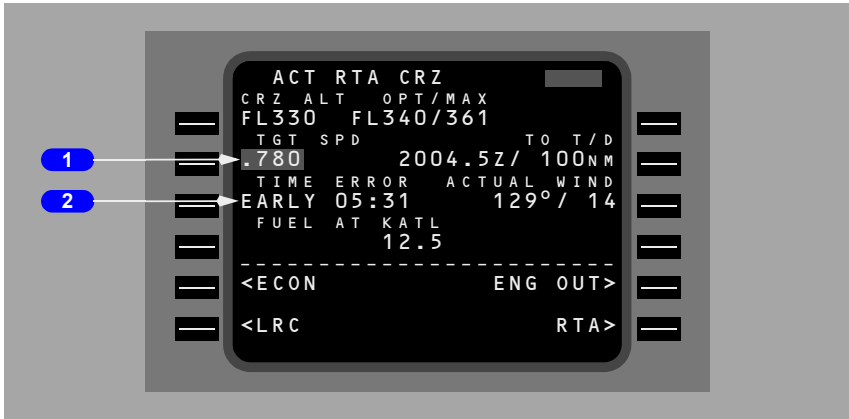 ACT RTA CRZ
CRZ ALT OPT/MAX
FL330 FL340/361
TGT SPD TO T/D
1 .780 2004.5Z/ 100NM
TIME ERROR ACTUAL WIND
2 EARLY 05:31 129°/ 14
FUEL AT KATL
12.5
------------------------
<ECON ENG OUT>
<LRC RTA>